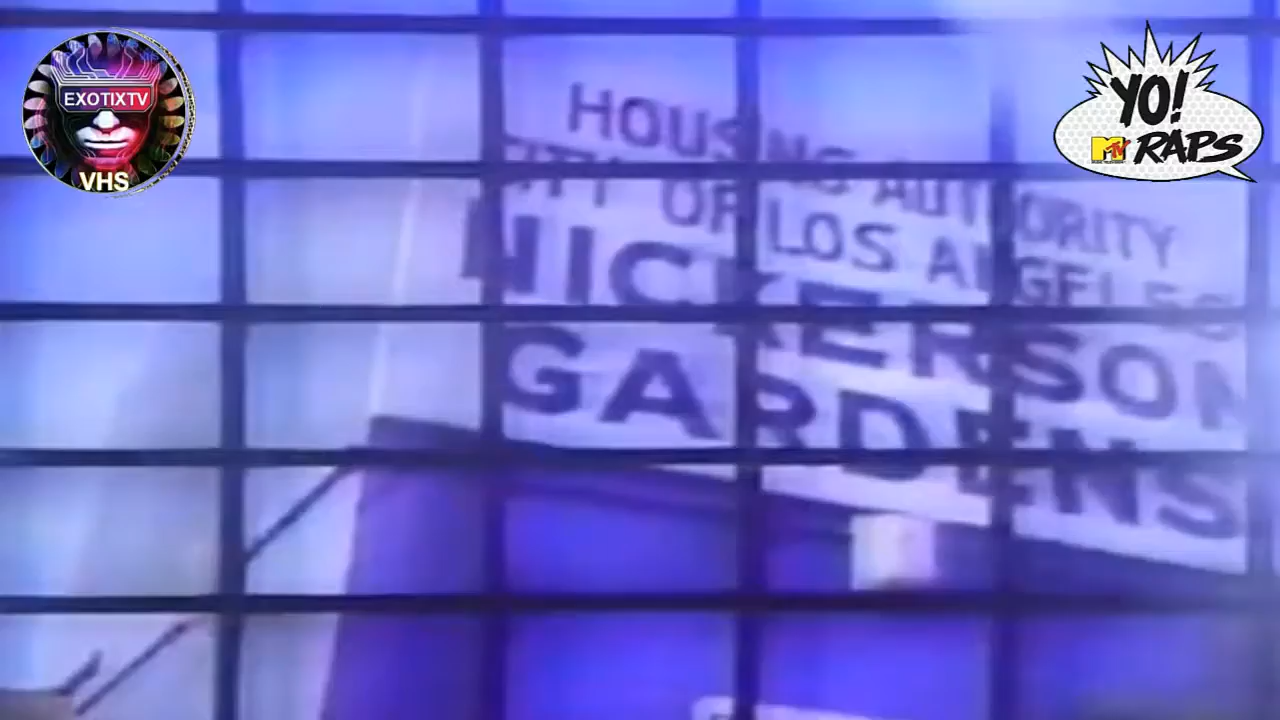 EXOTIXTV
VHS
YO!
MTV RAPS
HOUSING AUTHORITY
CITY OF LOS ANGELES
NICKERSON
GARDENS